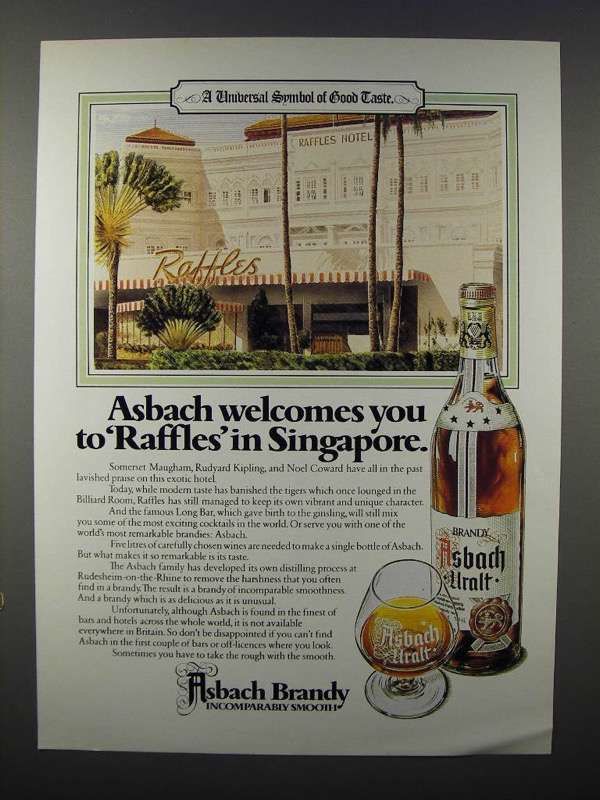 A Universal Symbol of Good Taste.
RAFFLES HOTEL
Raffles
Asbach welcomes you
to 'Raffles' in Singapore.
Somerset Maugham, Rudyard Kipling, and Noel Coward have all in the past
lavished praise on this exotic hotel.
Today, while modern taste has banished the tigers which once lounged in the
Billiard Room, Raffles has still managed to keep its own vibrant and unique character.
And the famous Long Bar, which gave birth to the ginsling, will still mix
you some of the most exciting cocktails in the world. Or serve you with one of the
world's most remarkable brandies: Asbach.
Five litres of carefully chosen wines are needed to make a single bottle of Asbach.
But what makes it so remarkable is its taste.
The Asbach family has developed its own distilling process at
Rudesheim-on-the-Rhine to remove the harshness that you often
find in a brandy. The result is a brandy of incomparable smoothness.
And a brandy which is as delicious as it is unusual.
Unfortunately, although Asbach is found in the finest of
bars and hotels across the whole world, it is not available
everywhere in Britain. So don't be disappointed if you can't find
Asbach in the first couple of bars or off-licences where you look.
Sometimes you have to take the rough with the smooth.
Asbach Brandy
INCOMPARABLY SMOOTH
BRANDY
Asbach
Uralt
Asbach
Uralt